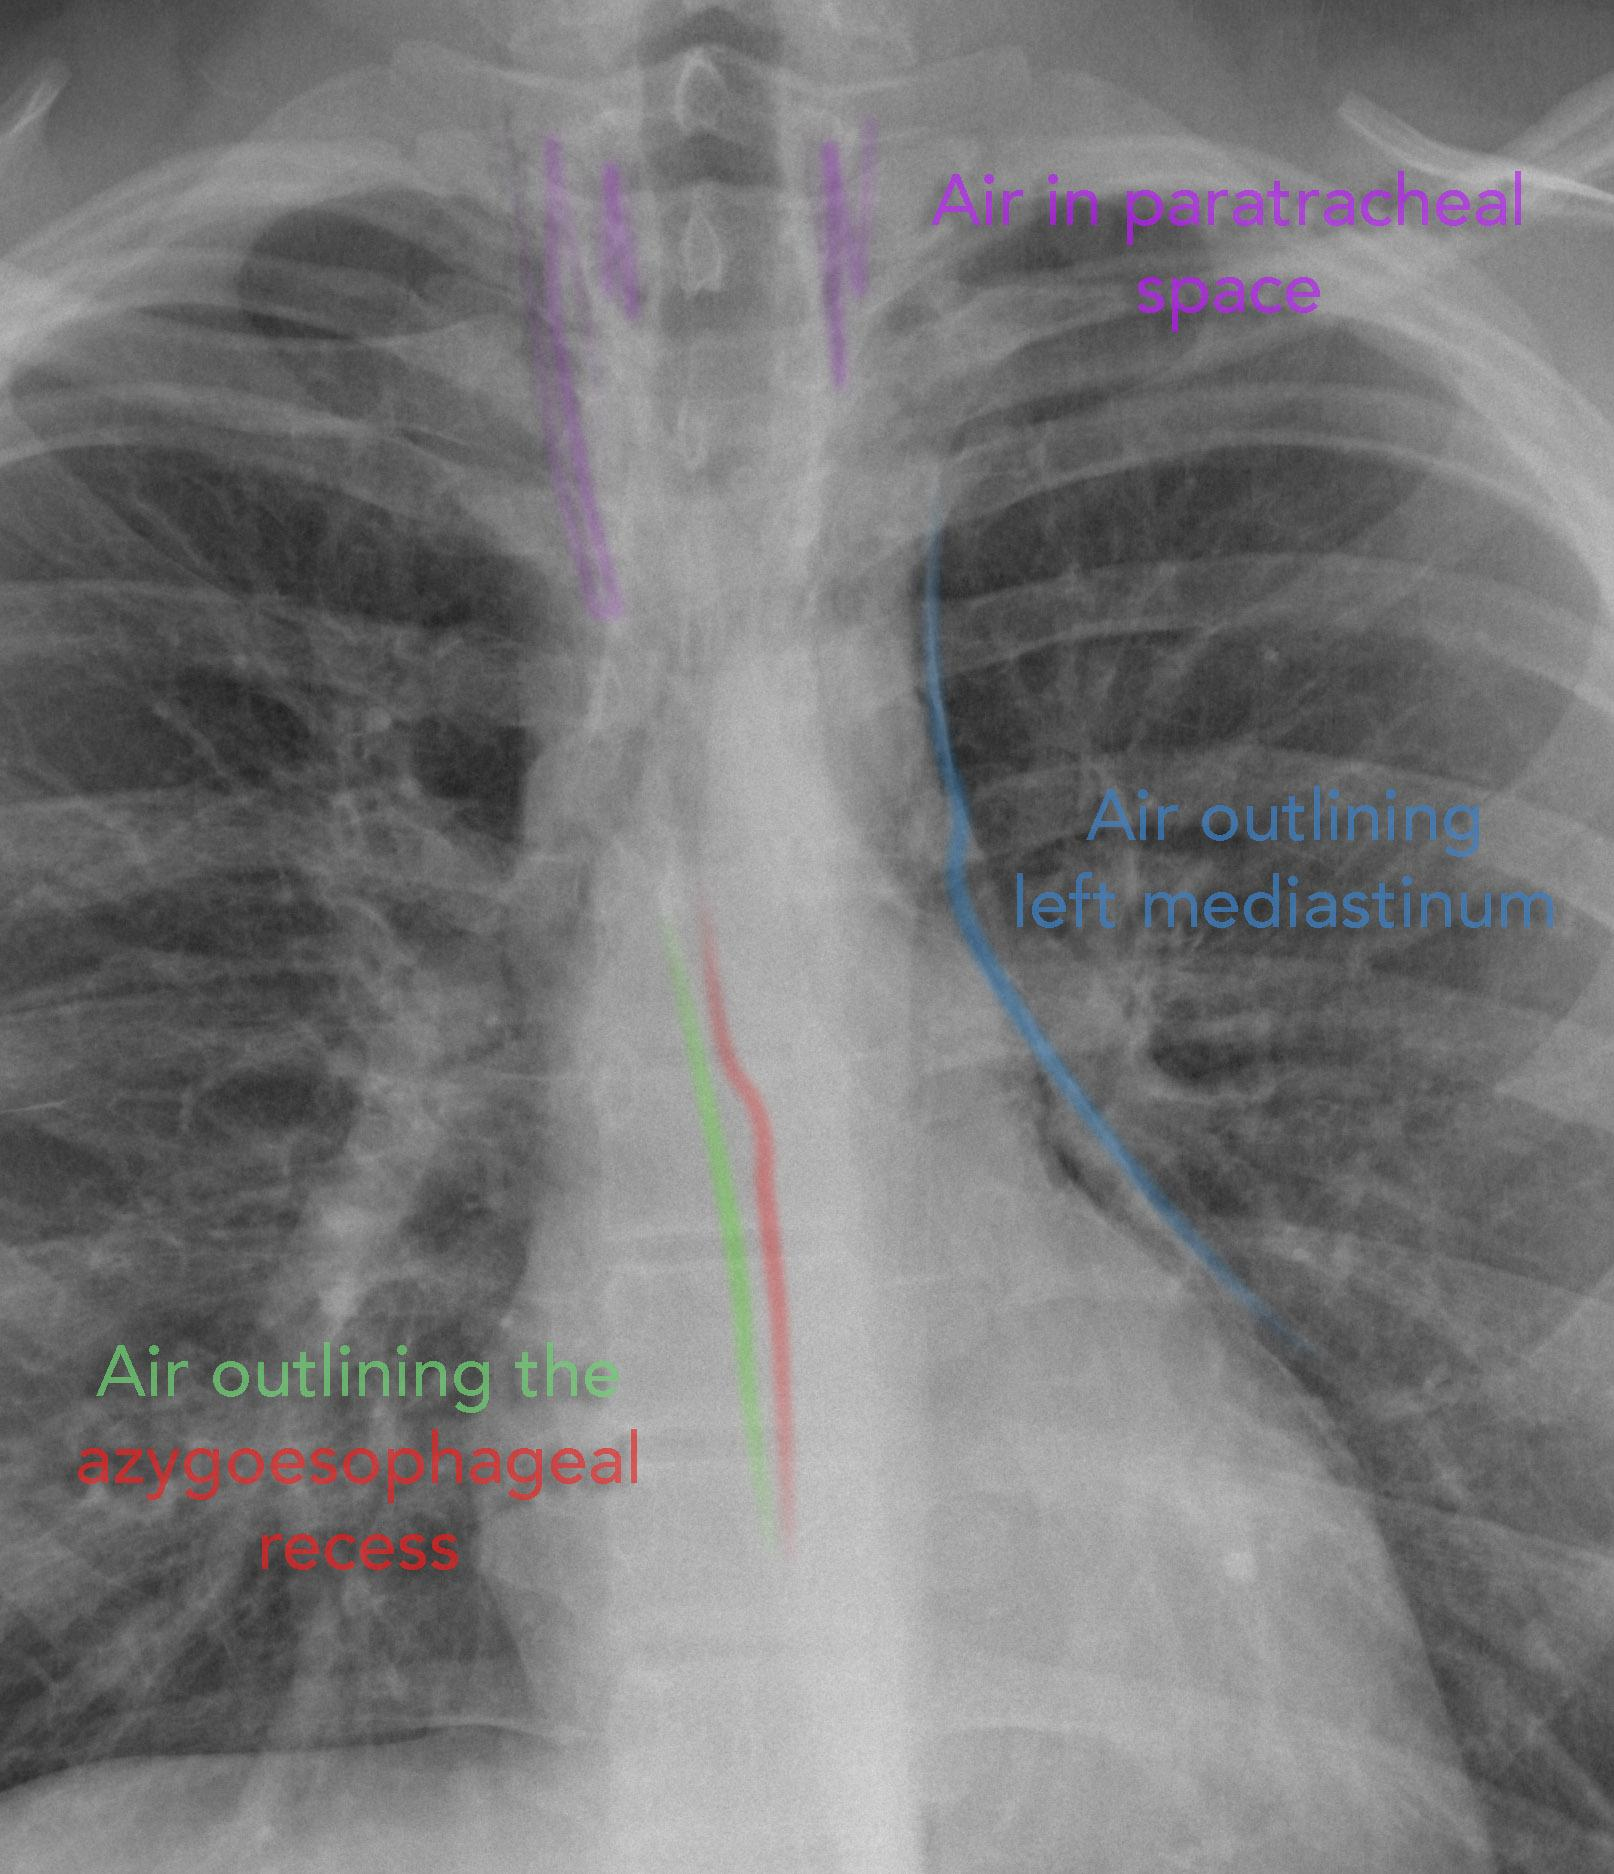 Air in paratracheal
space
Air outlining
left mediastinum
Air outlining the
azygoesophageal
recess